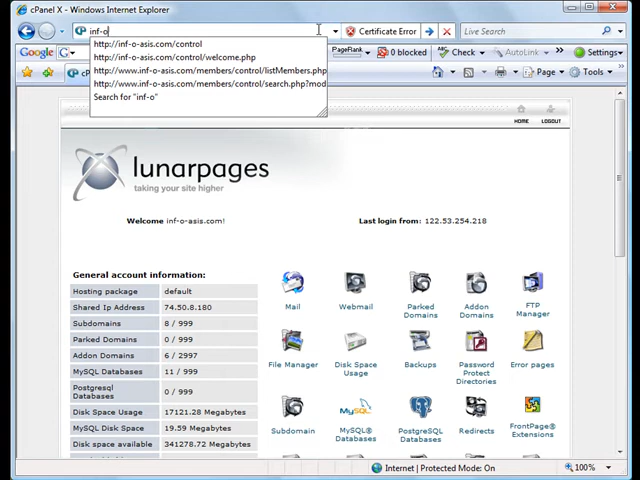 cPanel X - Windows Internet Explorer
inf-o
Certificate Error
Live Search
http://inf-o-asis.com/control
http://inf-o-asis.com/control/welcome.php
http://www.inf-o-asis.com/members/control/listMembers.php
http://www.inf-o-asis.com/members/control/search.php?mod
Search for "inf-o"
Google
G
PageRank
0 blocked
Check
Settings
Page
Tools
HOME
LOGOUT
lunarpages
taking your site higher
Welcome inf-o-asis.com!
Last login from: 122.53.254.218
General account information:
Hosting package default
Shared Ip Address 74.50.8.180
Subdomains 8 / 999
Parked Domains 0 / 999
Addon Domains 6 / 2997
MySQL Databases 11 / 999
Postgresql Databases 0 / 999
Disk Space Usage 17121.28 Megabytes
MySQL Disk Space 19.59 Megabytes
Disk space available 341278.72 Megabytes
Mail
Webmail
Parked Domains
Addon Domains
FTP Manager
File Manager
Disk Space Usage
Backups
Password Protect Directories
Error pages
Subdomain
MySQL
MySQL® Databases
PostgreSQL Databases
Redirects
FrontPage® Extensions
Internet | Protected Mode: On
100%